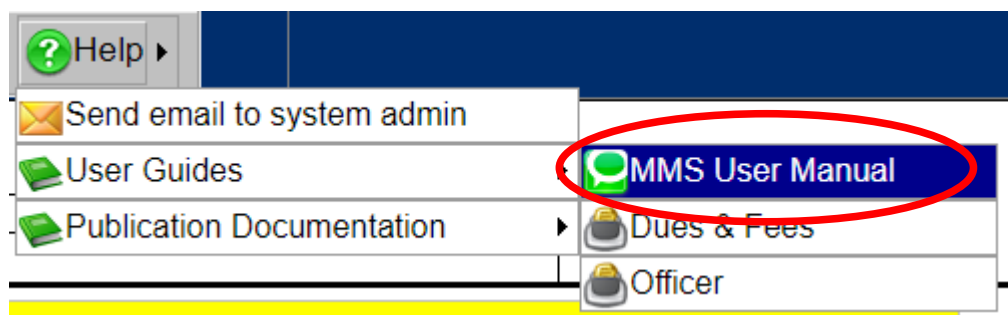 Help
Send email to system admin
User Guides
MMS User Manual
Publication Documentation
Dues & Fees
Officer